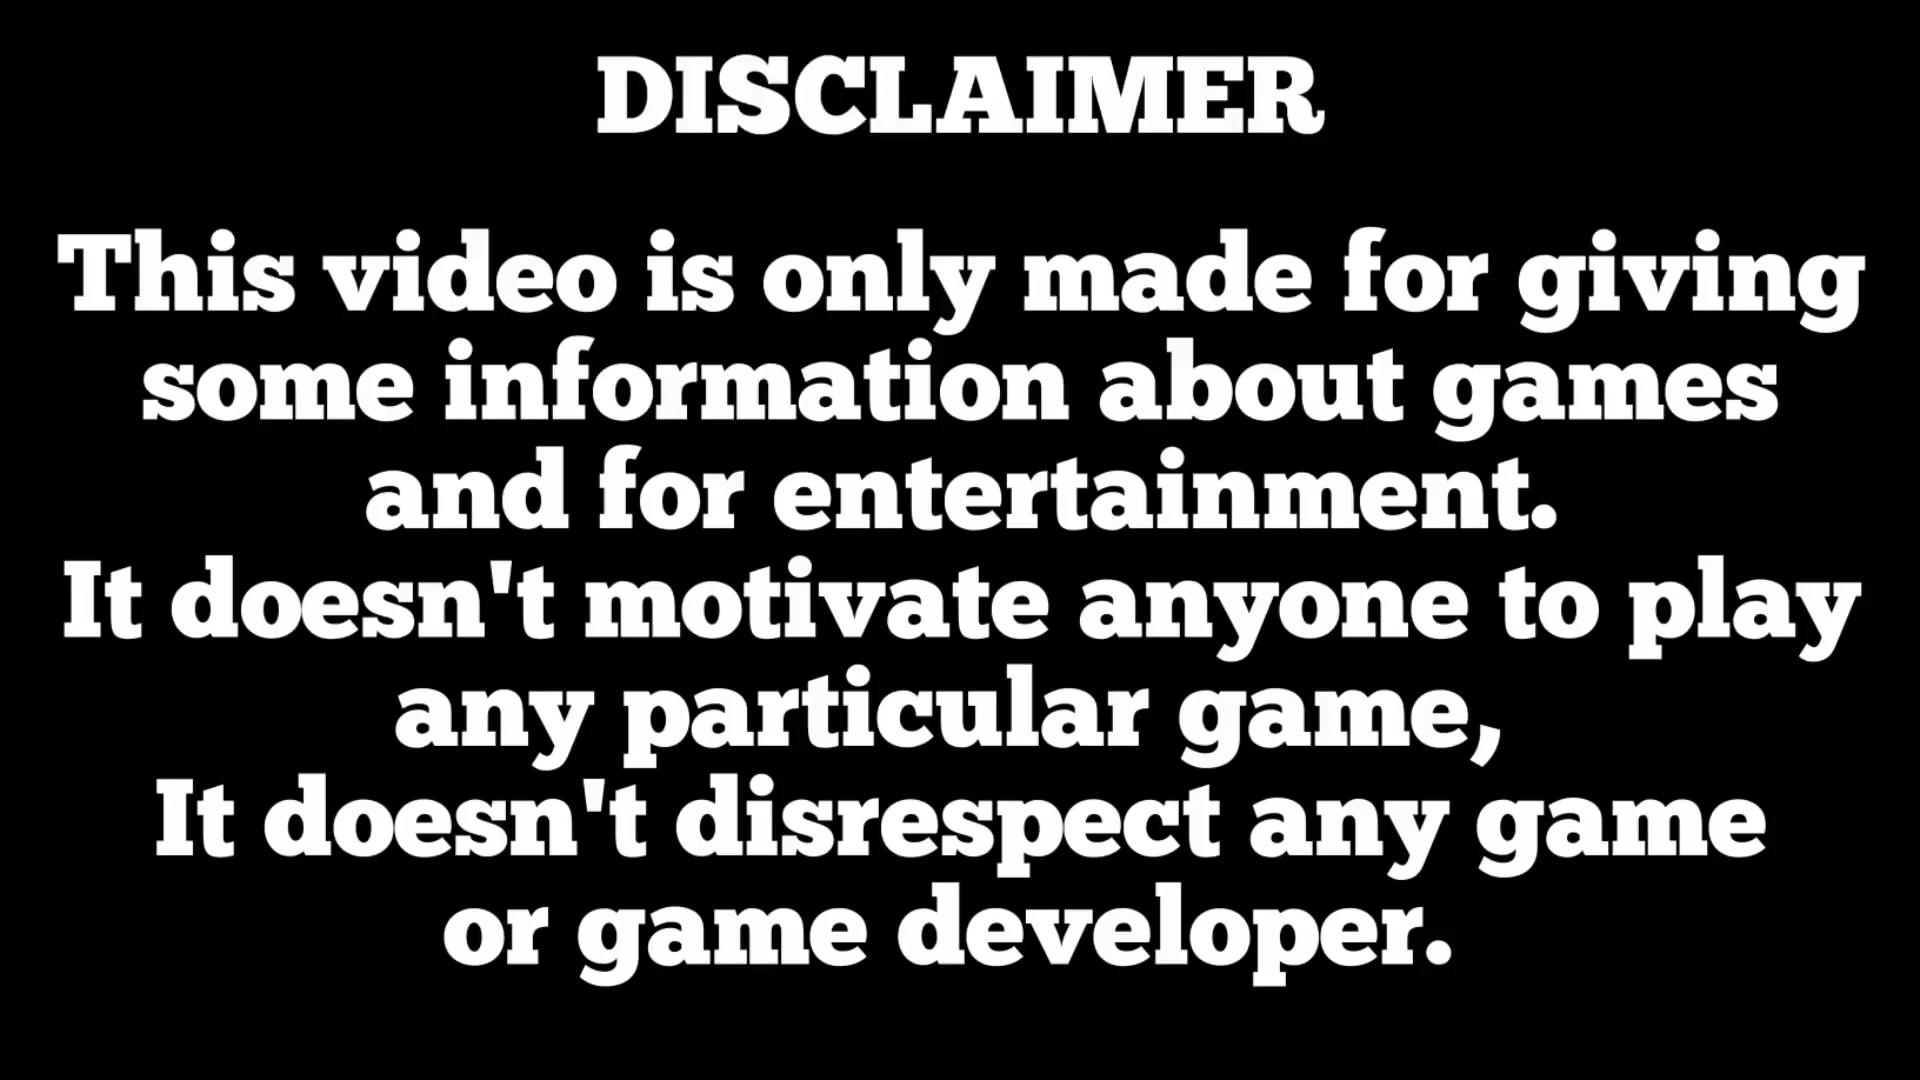 DISCLAIMER
This video is only made for giving
some information about games
and for entertainment.
It doesn't motivate anyone to play
any particular game,
It doesn't disrespect any game
or game developer.